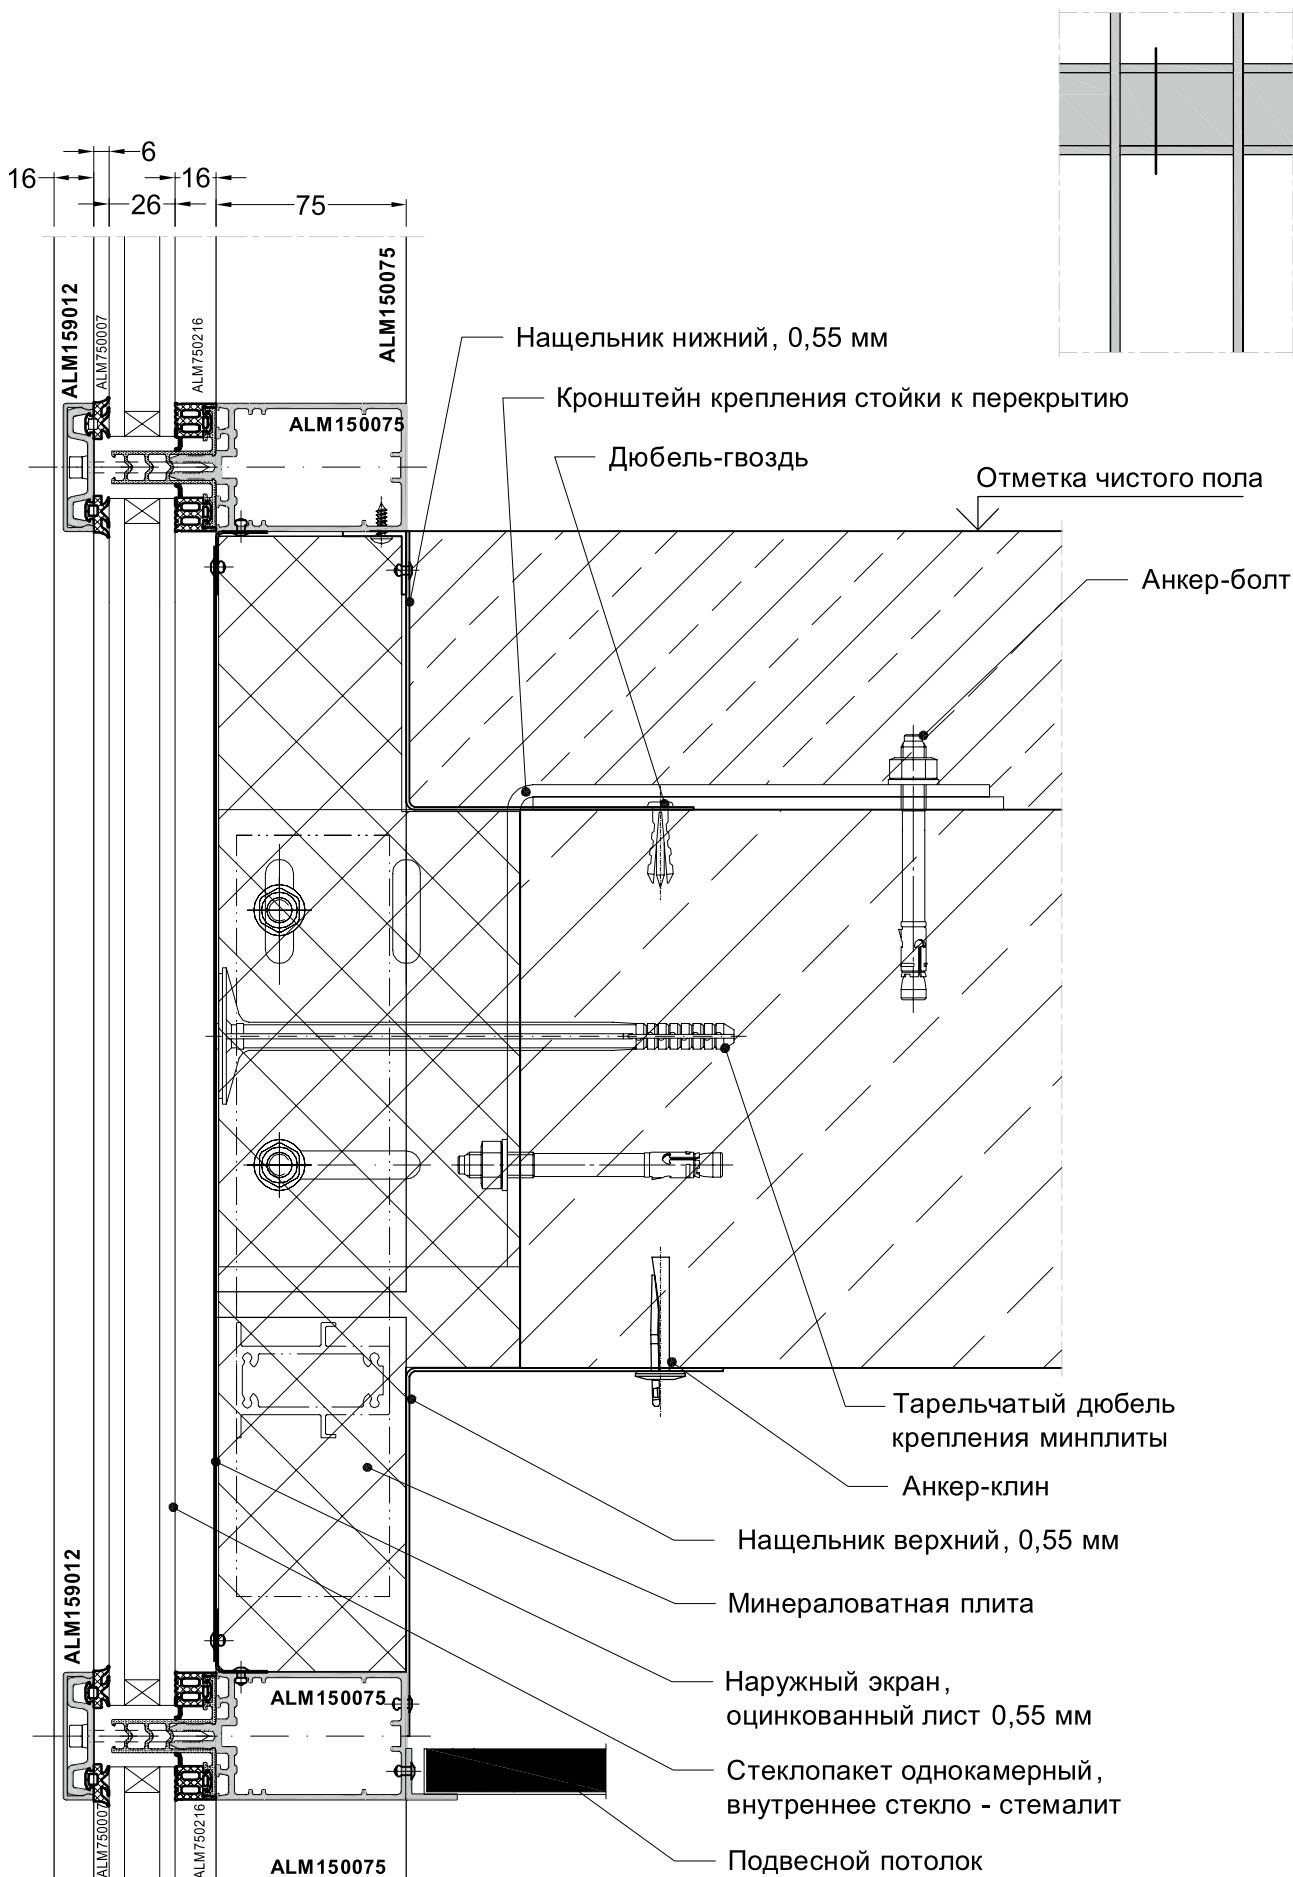 6
16
16
26
75
ALM159012
ALM750007
ALM750216
ALM150075
Нащельник нижний, 0,55 мм
Кронштейн крепления стойки к перекрытию
ALM150075
Дюбель-гвоздь
Отметка чистого пола
Анкер-болт
Тарельчатый дюбель
крепления минплиты
Анкер-клин
Нащельник верхний, 0,55 мм
ALM159012
Минераловатная плита
Наружный экран,
оцинкованный лист 0,55 мм
ALM150075
Стеклопакет однокамерный,
внутреннее стекло - стемалит
ALM750007
ALM750216
ALM150075
Подвесной потолок